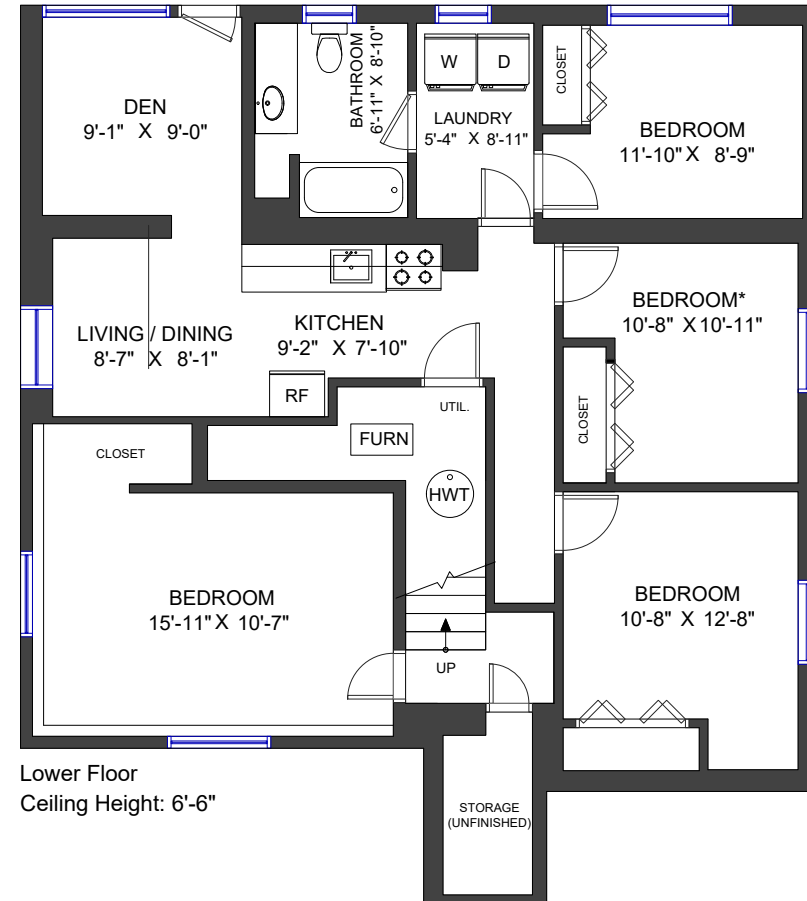 DEN
9'-1" X 9'-0"
BATHROOM
6'-11" X 8'-10"
W
D
LAUNDRY
5'-4" X 8'-11"
CLOSET
BEDROOM
11'-10" X 8'-9"
LIVING / DINING
8'-7" X 8'-1"
KITCHEN
9'-2" X 7'-10"
RF
BEDROOM*
10'-8" X 10'-11"
CLOSET
UTIL.
FURN
HWT
CLOSET
BEDROOM
15'-11" X 10'-7"
UP
BEDROOM
10'-8" X 12'-8"
STORAGE
(UNFINISHED)
Lower Floor
Ceiling Height: 6'-6"